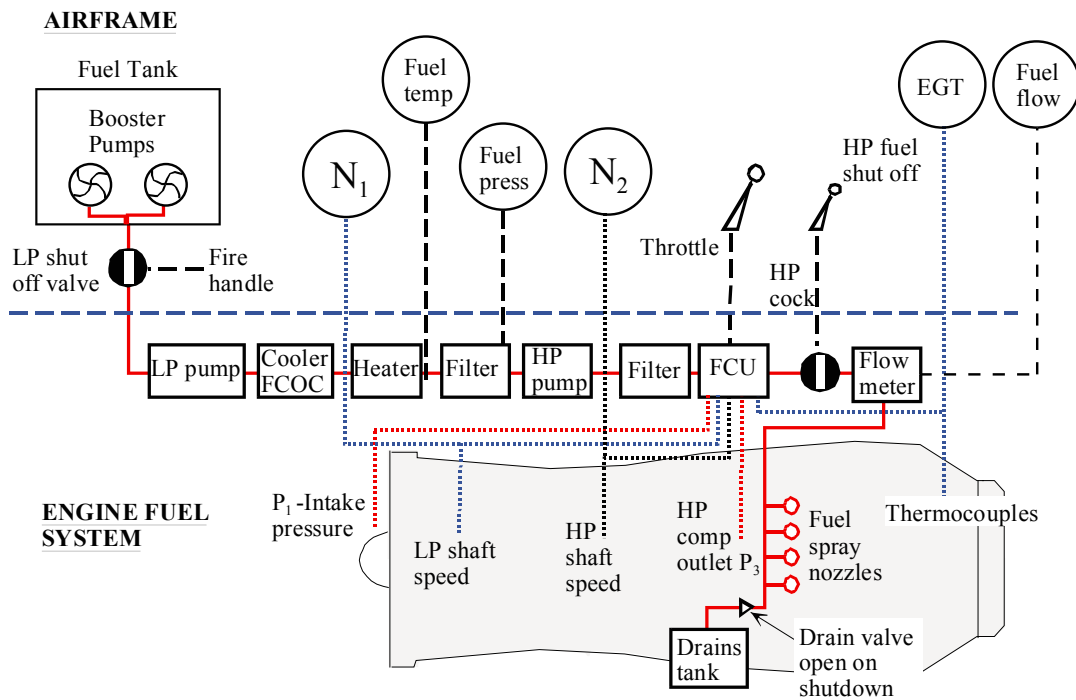 AIRFRAME
Fuel Tank
Booster
Pumps
LP shut
off valve
Fire
handle
N1
Fuel
temp
Fuel
press
N2
Throttle
HP fuel
shut off
HP
cock
EGT
Fuel
flow
LP pump
Cooler
FCOC
Heater
Filter
HP
pump
Filter
FCU
Flow
meter
ENGINE FUEL
SYSTEM
P1 -Intake
pressure
LP shaft
speed
HP
shaft
speed
HP
comp
outlet P3
Fuel
spray
nozzles
Thermocouples
Drains
tank
Drain valve
open on
shutdown